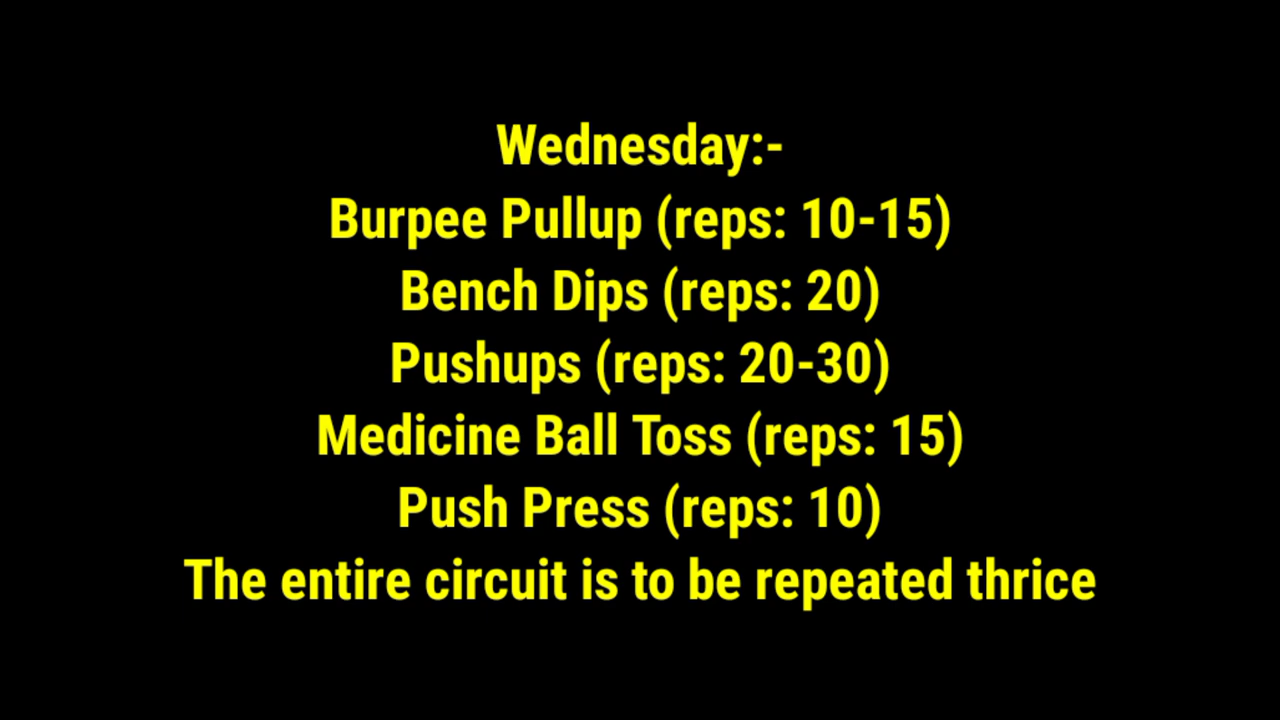 Wednesday:-
Burpee Pullup (reps: 10-15)
Bench Dips (reps: 20)
Pushups (reps: 20-30)
Medicine Ball Toss (reps: 15)
Push Press (reps: 10)
The entire circuit is to be repeated thrice